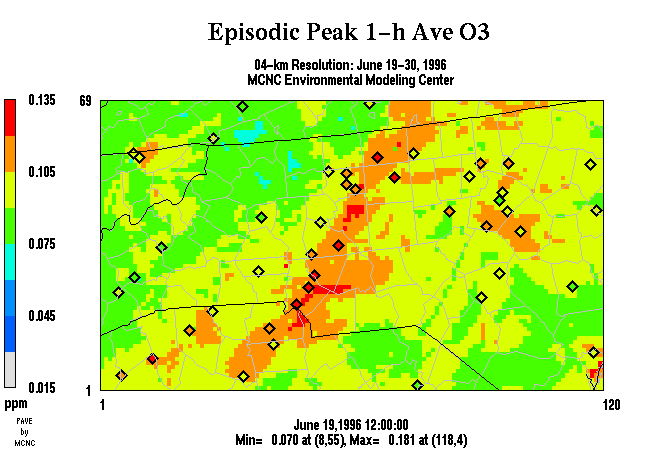 Episodic Peak 1-h Ave O3
04-km Resolution: June 19-30, 1996
MCNC Environmental Modeling Center
0.135
0.105
0.075
0.045
0.015
ppm
PAVE
by
MCNC
69
1
1
120
June 19,1996 12:00:00
Min= 0.070 at (8,55), Max= 0.181 at (118,4)